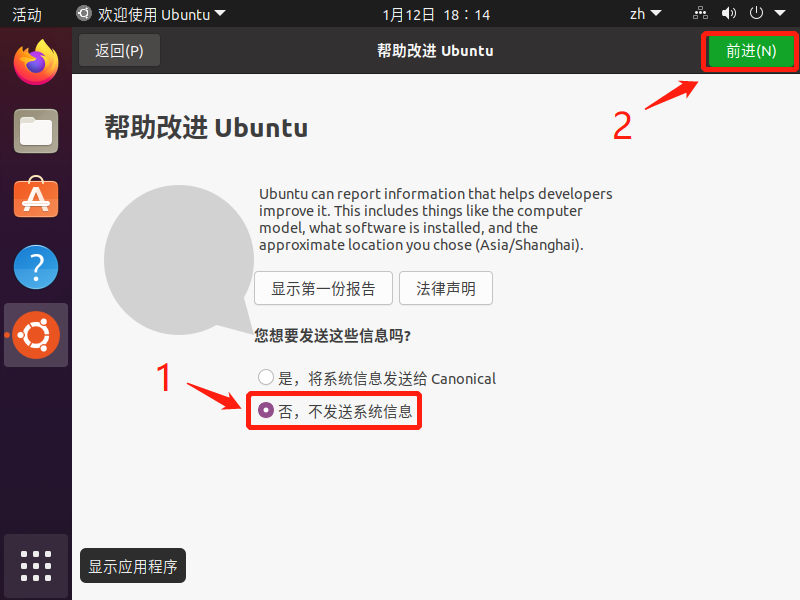 活动 欢迎使用 Ubuntu 1月12日 18：14 zh
返回(P) 帮助改进 Ubuntu 前进(N)
2
帮助改进 Ubuntu
Ubuntu can report information that helps developers
improve it. This includes things like the computer
model, what software is installed, and the
approximate location you chose (Asia/Shanghai).
显示第一份报告 法律声明
您想要发送这些信息吗?
1
是，将系统信息发送给 Canonical
否，不发送系统信息
显示应用程序